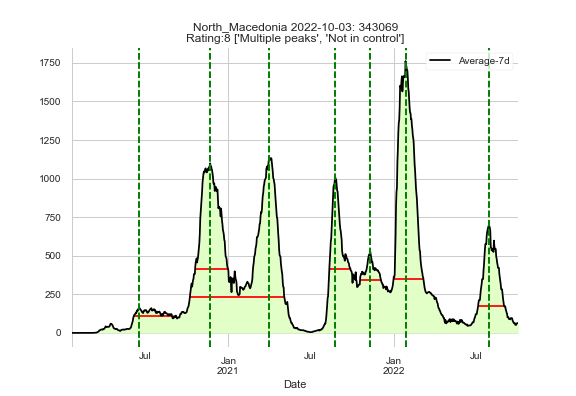 North_Macedonia 2022-10-03: 343069
Rating:8 ['Multiple peaks', 'Not in control']
Average-7d
1750
1500
1250
1000
750
500
250
0
Jul
Jan
2021
Jul
Jan
2022
Jul
Date